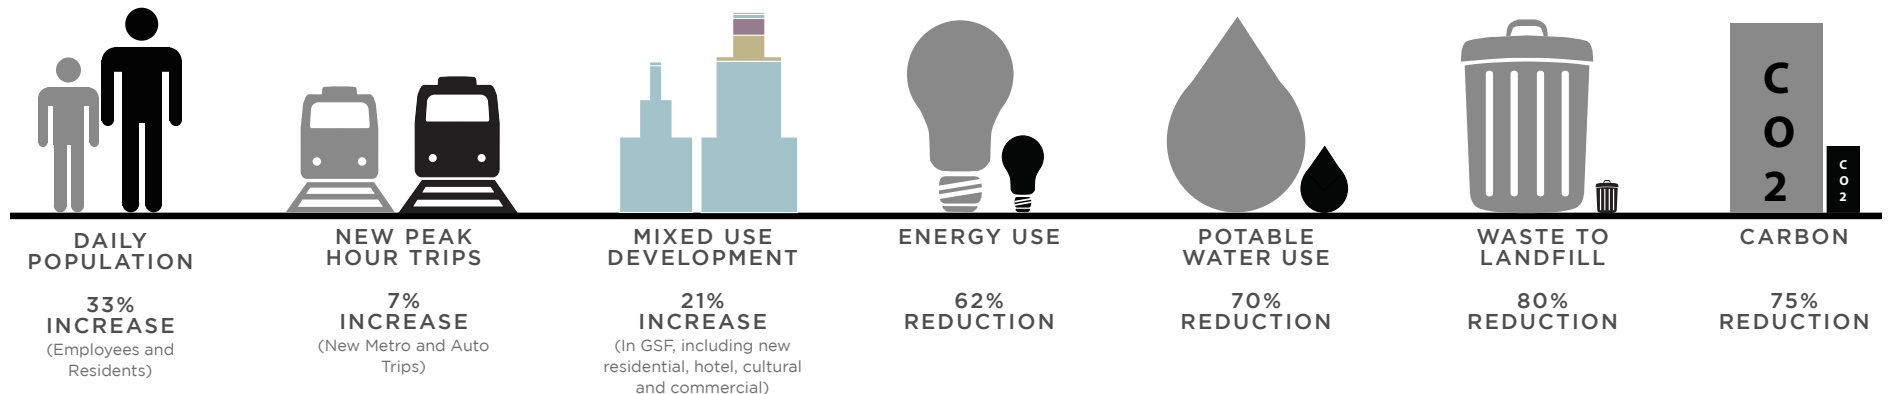 C
O
2
C
O
2
DAILY
POPULATION
33%
INCREASE
(Employees and
Residents)
NEW PEAK
HOUR TRIPS
7%
INCREASE
(New Metro and Auto
Trips)
MIXED USE
DEVELOPMENT
21%
INCREASE
(In GSF, including new
residential, hotel, cultural
and commercial)
ENERGY USE
62%
REDUCTION
POTABLE
WATER USE
70%
REDUCTION
WASTE TO
LANDFILL
80%
REDUCTION
CARBON
75%
REDUCTION